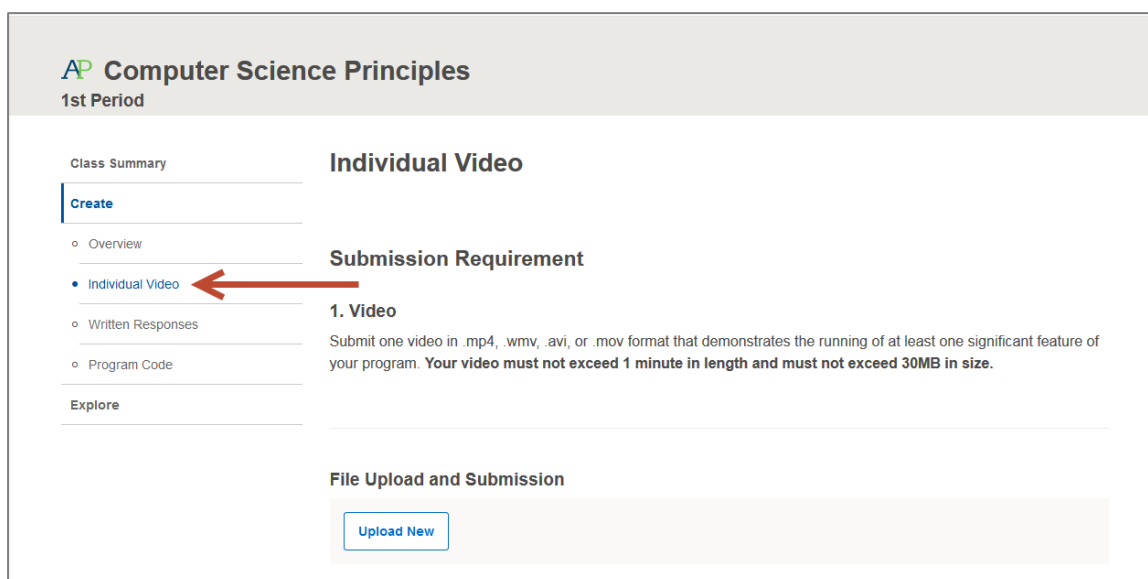 AP Computer Science Principles
1st Period
Class Summary
Create
Overview
Individual Video
Written Responses
Program Code
Explore
Individual Video
Submission Requirement
1. Video
Submit one video in .mp4, .wmv, .avi, or .mov format that demonstrates the running of at least one significant feature of
your program. Your video must not exceed 1 minute in length and must not exceed 30MB in size.
File Upload and Submission
Upload New